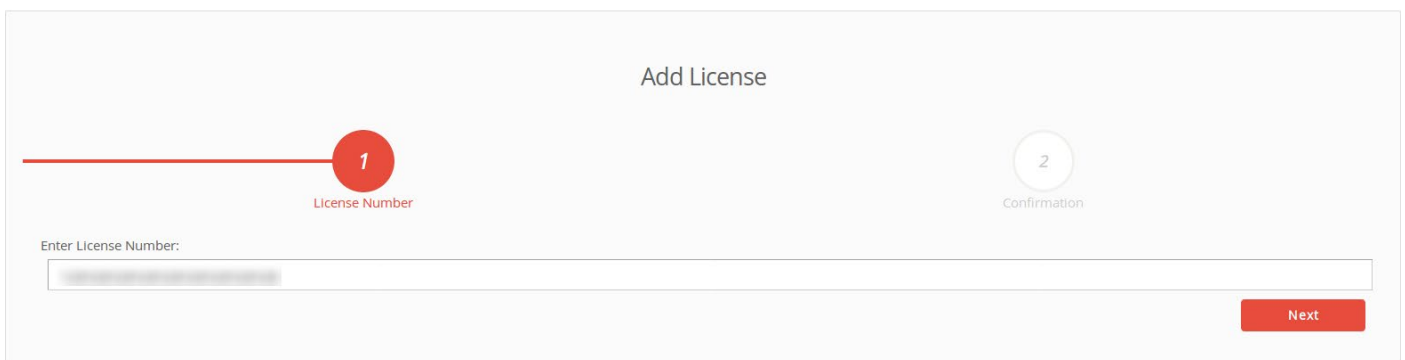 Add License
1
2
License Number
Confirmation
Enter License Number:
Next